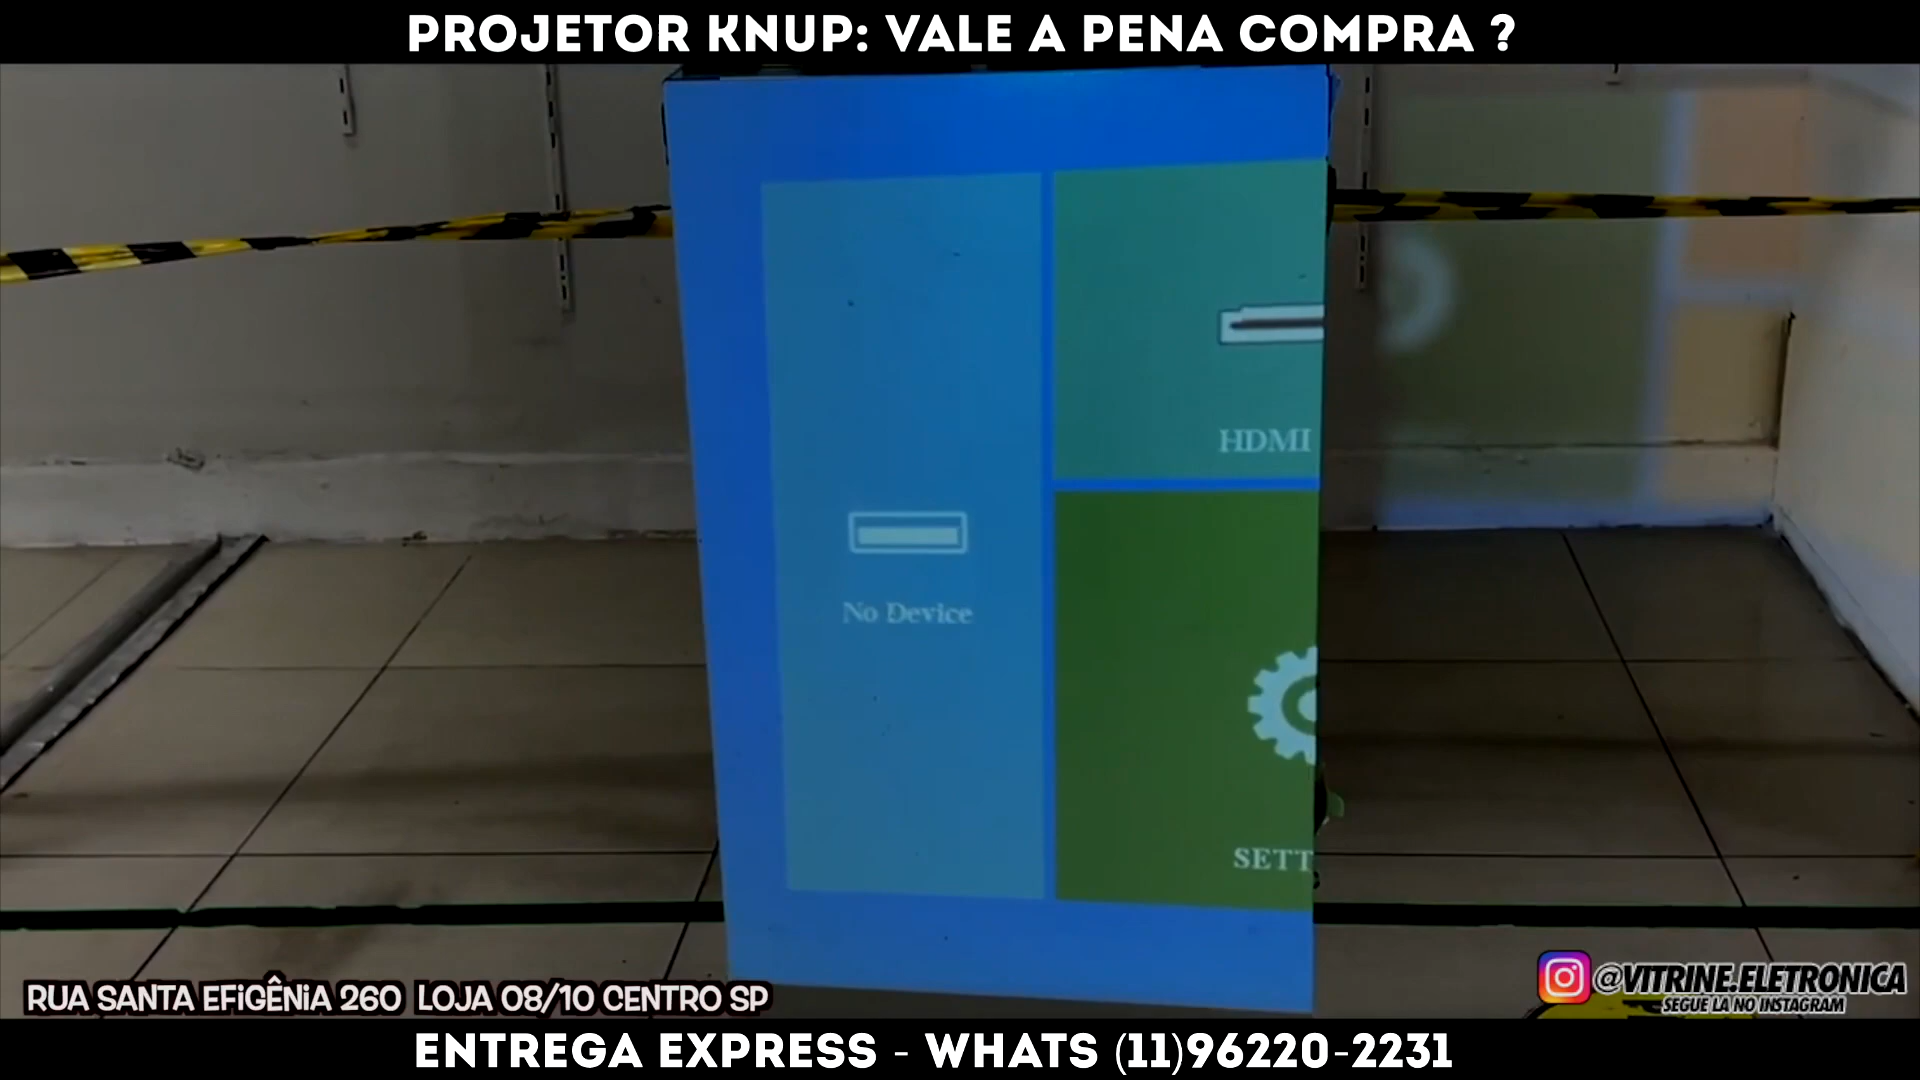 PROJETOR KNUP: VALE A PENA COMPRA ?
HDMI
No Device
SETT
RUA SANTA EFIGÊNIA 260 LOJA 08/10 CENTRO SP
@VITRINE.ELETRONICA
SEGUE LA NO INSTAGRAM
ENTREGA EXPRESS - WHATS (11)96220-2231